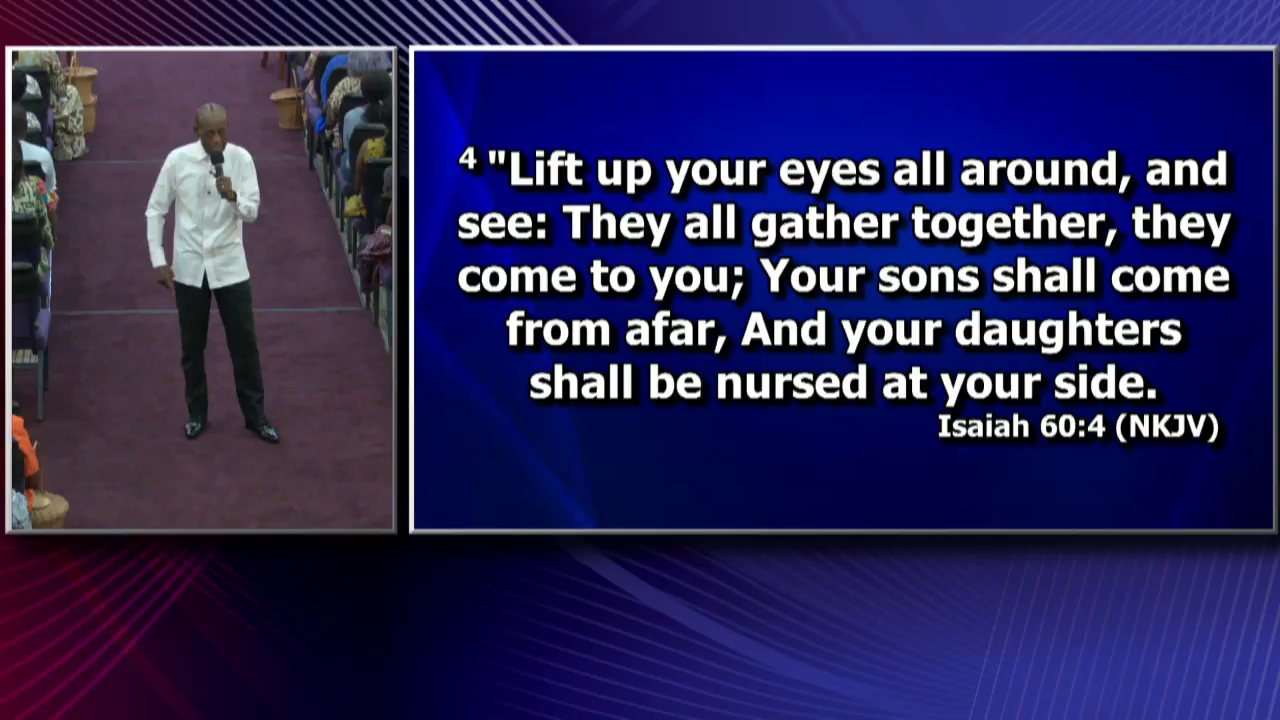 4 "Lift up your eyes all around, and
see: They all gather together, they
come to you; Your sons shall come
from afar, And your daughters
shall be nursed at your side.
Isaiah 60:4 (NKJV)